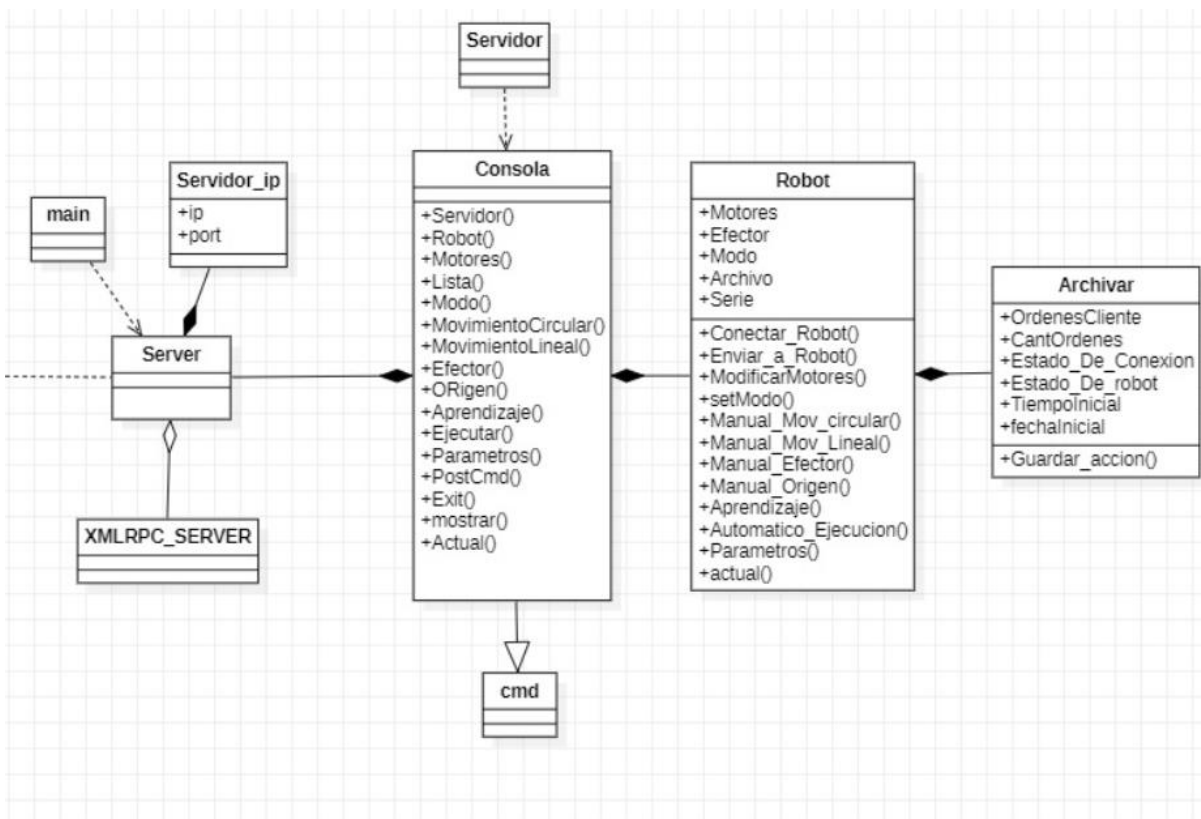 Servidor
main
Servidor_ip
+ip
+port
Server
XMLRPC_SERVER
Consola
+Servidor()
+Robot()
+Motores()
+Lista()
+Modo()
+MovimientoCircular()
+MovimientoLineal()
+Efector()
+ORigen()
+Aprendizaje()
+Ejecutar()
+Parametros()
+PostCmd()
+Exit()
+mostrar()
+Actual()
cmd
Robot
+Motores
+Efector
+Modo
+Archivo
+Serie
+Conectar_Robot()
+Enviar_a_Robot()
+ModificarMotores()
+setModo()
+Manual_Mov_circular()
+Manual_Mov_Lineal()
+Manual_Efector()
+Manual_Origen()
+Aprendizaje()
+Automatico_Ejecucion()
+Parametros()
+actual()
Archivar
+OrdenesCliente
+CantOrdenes
+Estado_De_Conexion
+Estado_De_robot
+TiempoInicial
+fechaInicial
+Guardar_accion()